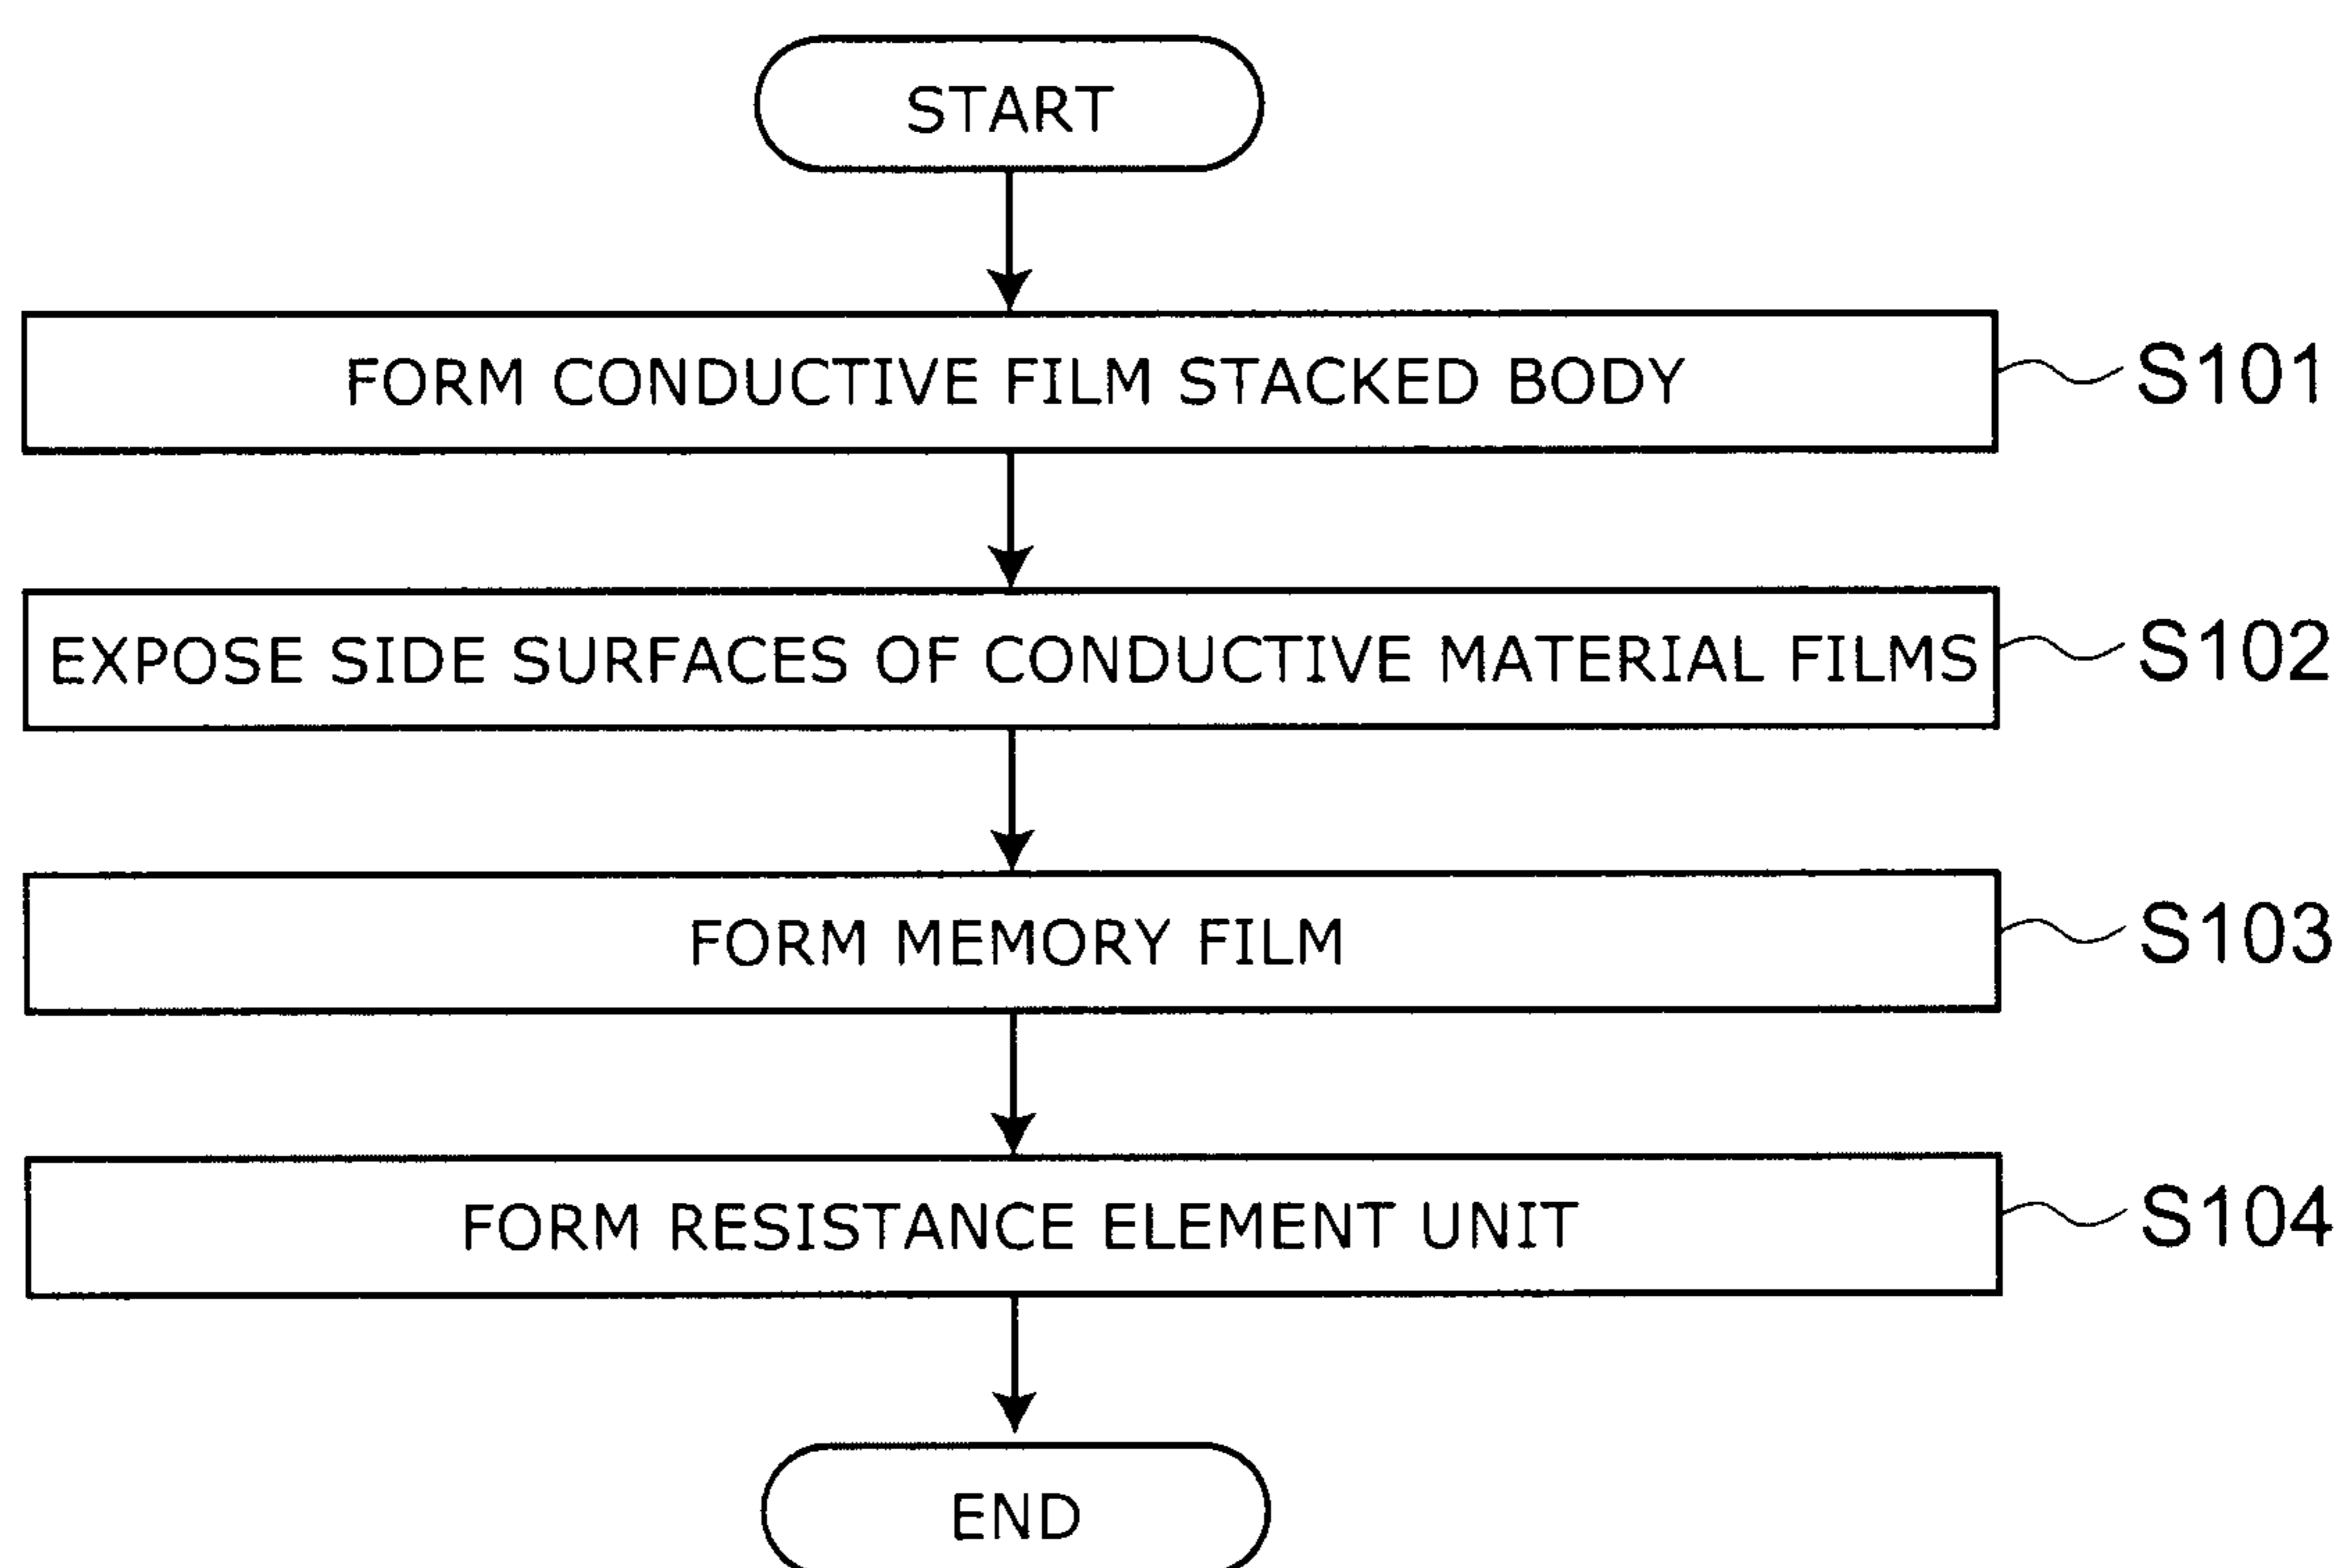 START
FORM CONDUCTIVE FILM STACKED BODY S101
EXPOSE SIDE SURFACES OF CONDUCTIVE MATERIAL FILMS S102
FORM MEMORY FILM S103
FORM RESISTANCE ELEMENT UNIT S104
END